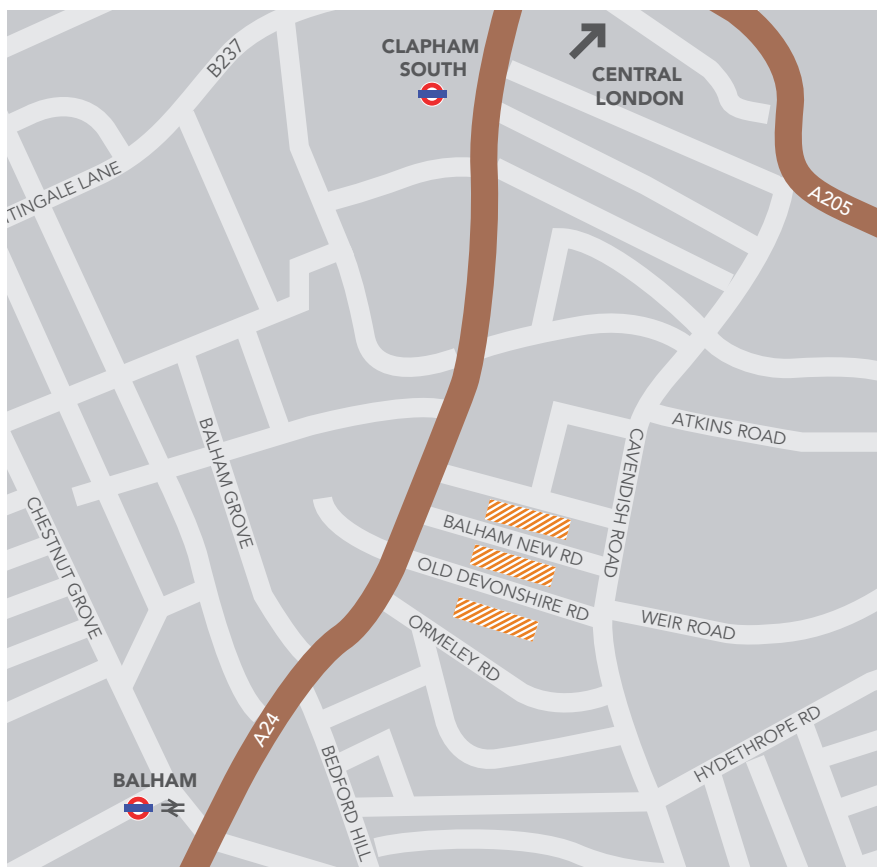 CLAPHAM
SOUTH
CENTRAL
LONDON
B237
TINGALE LANE
A205
ATKINS ROAD
CAVENDISH ROAD
BALHAM GROVE
CHESTNUT GROVE
BALHAM NEW RD
OLD DEVONSHIRE RD
WEIR ROAD
ORMELEY RD
A24
HYDETHROPE RD
BEDFORD HILL
BALHAM